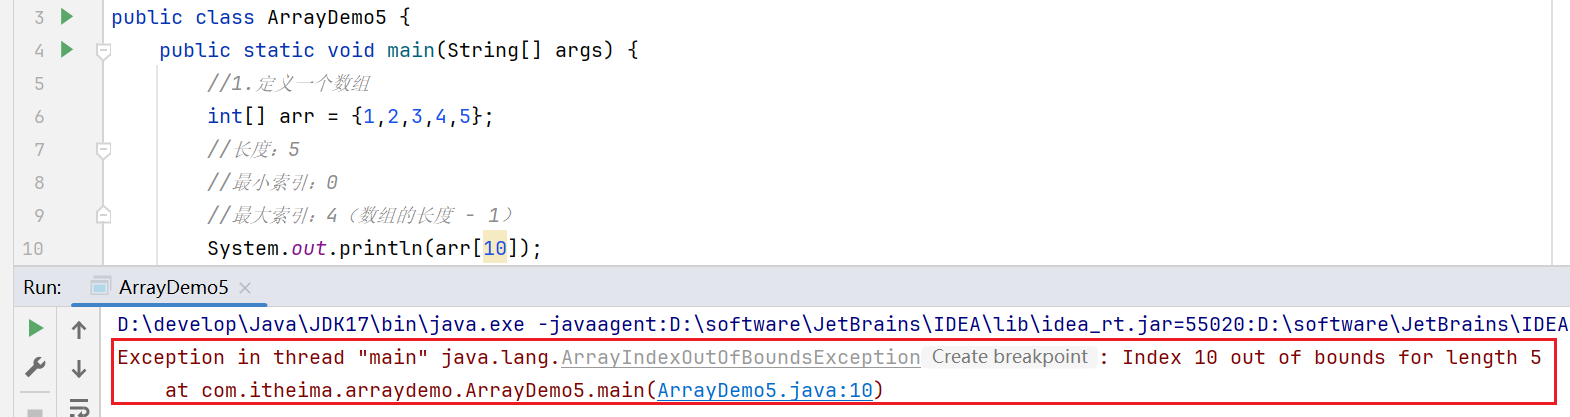 3 public class ArrayDemo5 {
4 public static void main(String[] args) {
5 //1.定义一个数组
6 int[] arr = {1,2,3,4,5};
7 //长度：5
8 //最小索引：0
9 //最大索引：4（数组的长度 - 1）
10 System.out.println(arr[10]);
Run: ArrayDemo5
D:\develop\Java\JDK17\bin\java.exe -javaagent:D:\software\JetBrains\IDEA\lib\idea_rt.jar=55020:D:\software\JetBrains\IDEA
Exception in thread "main" java.lang.ArrayIndexOutOfBoundsException Create breakpoint : Index 10 out of bounds for length 5
at com.itheima.arraydemo.ArrayDemo5.main(ArrayDemo5.java:10)